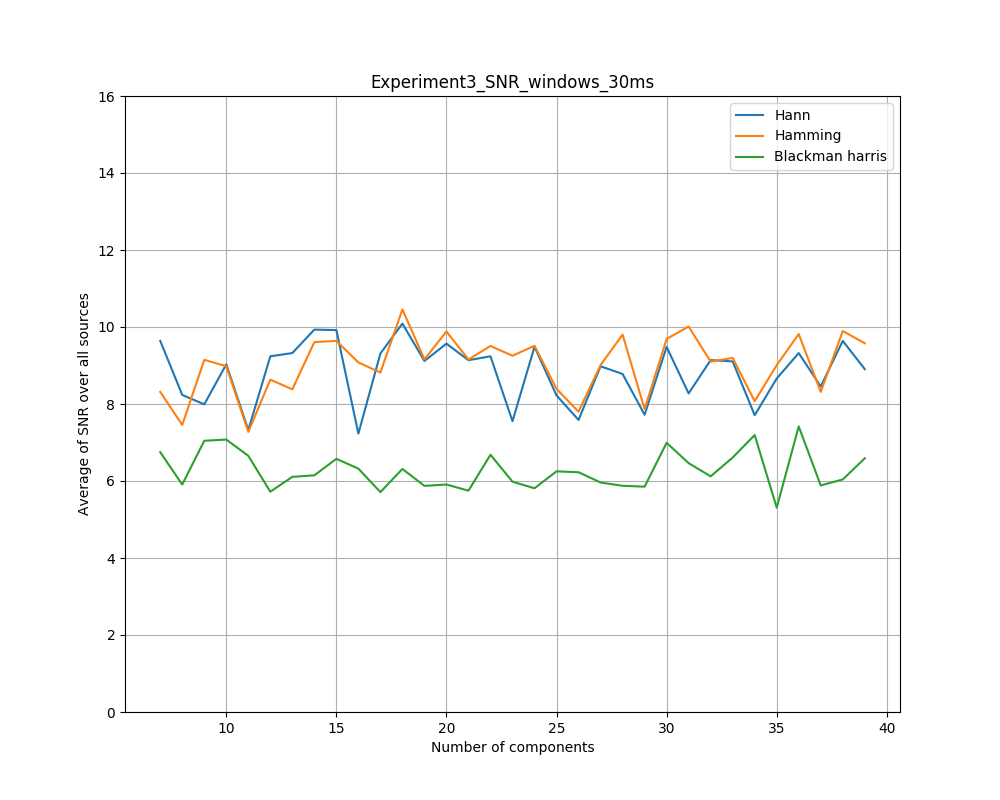 Experiment3_SNR_windows_30ms
Hann
Hamming
Blackman harris
Average of SNR over all sources
16
14
12
10
8
6
4
2
0
10 15 20 25 30 35 40
Number of components